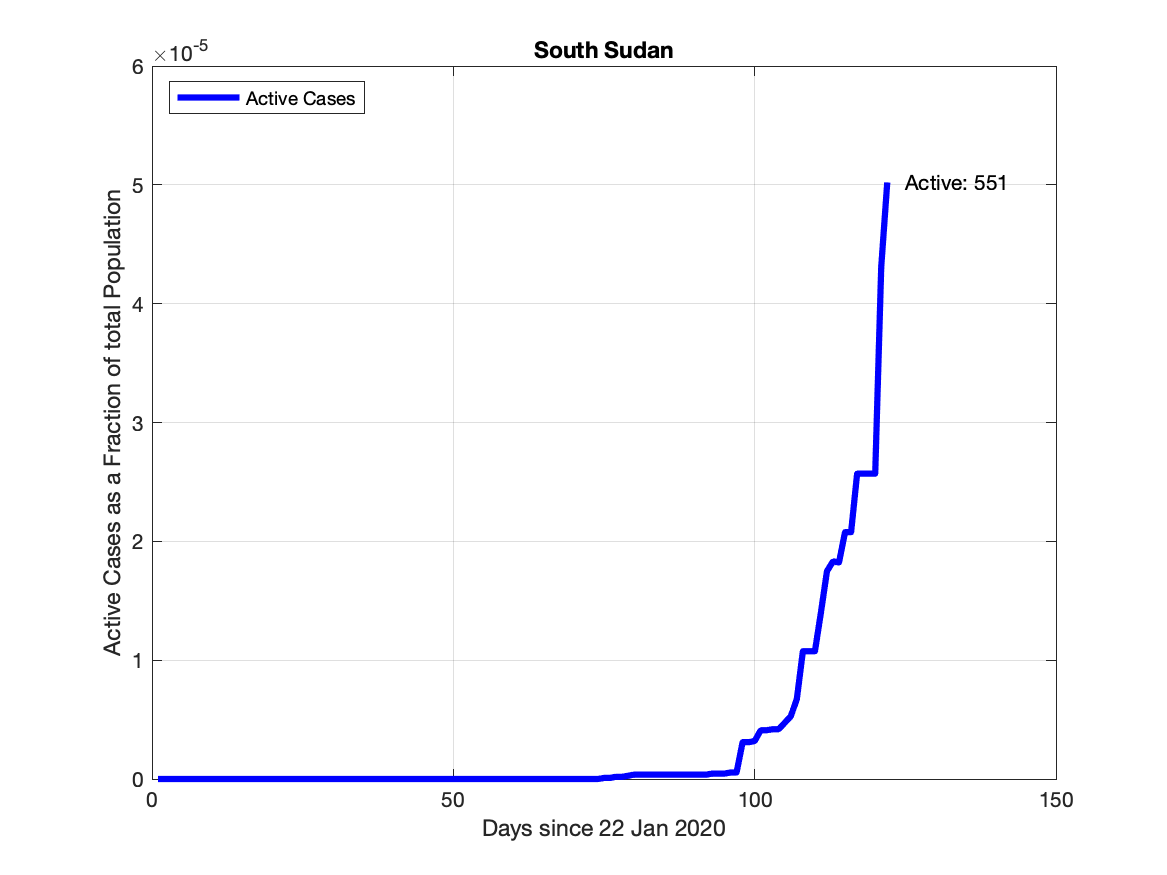 South Sudan
×10-5
Active Cases
Active: 551
6
5
4
3
2
1
0
Active Cases as a Fraction of total Population
0 50 100 150
Days since 22 Jan 2020